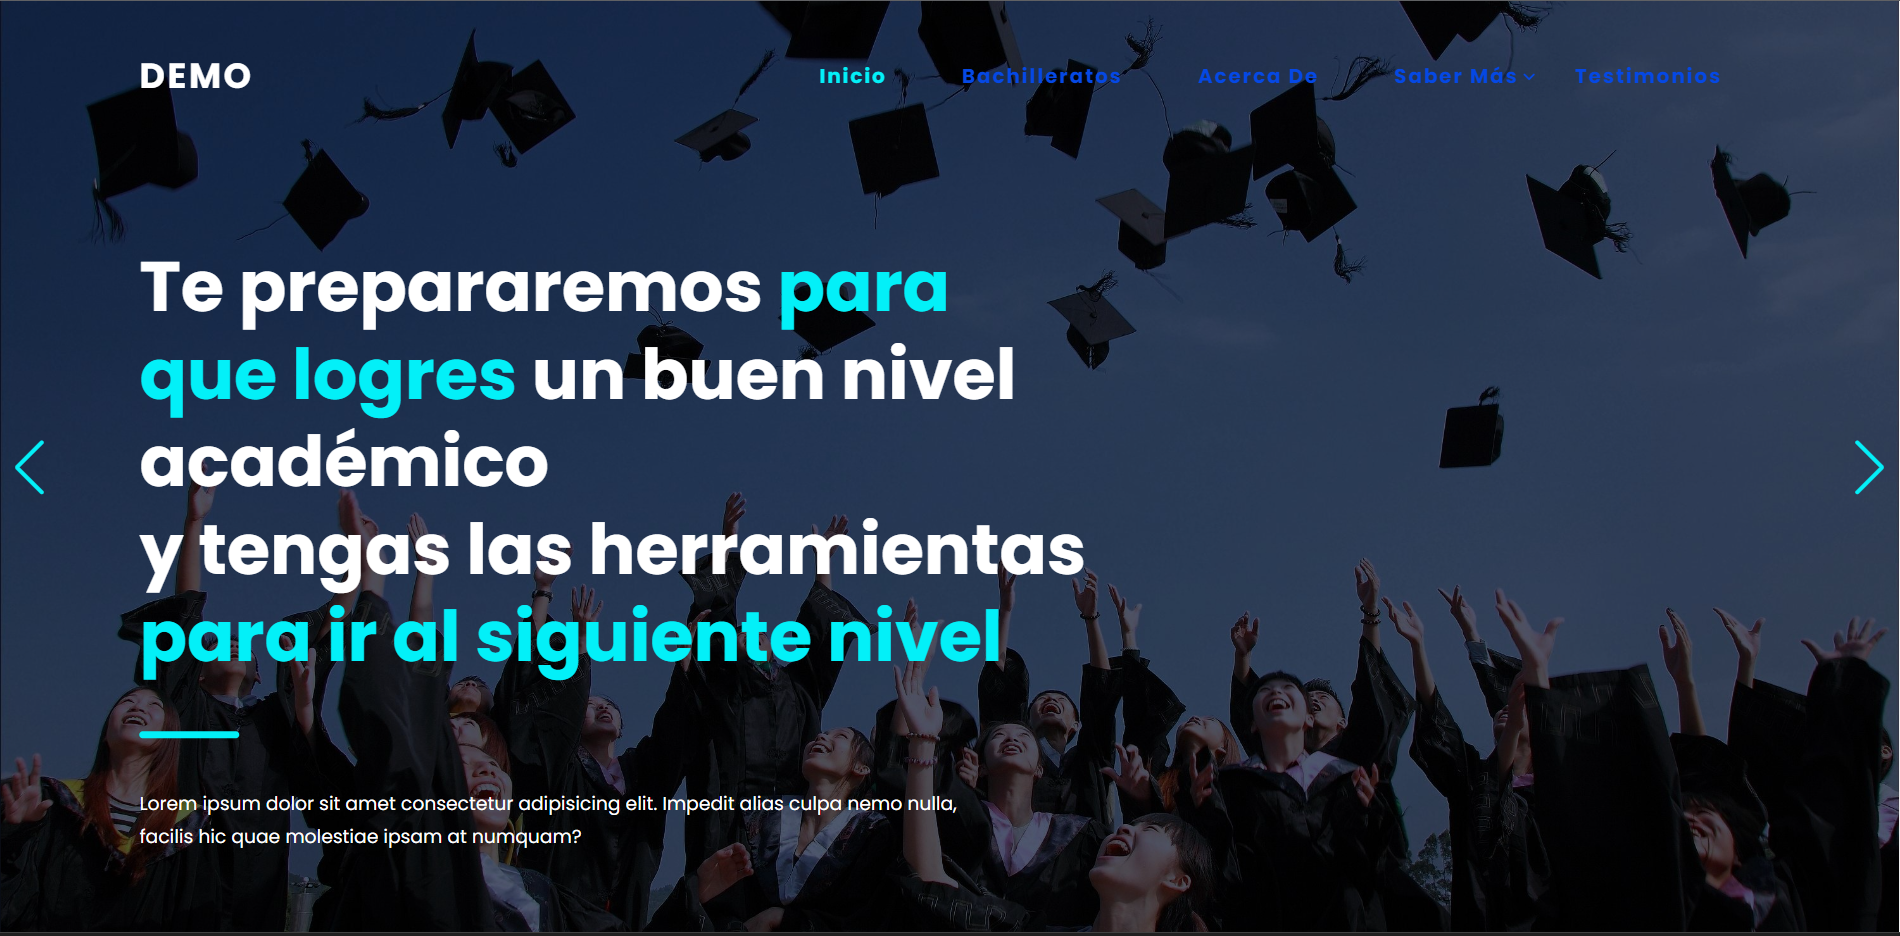 DEMO
Inicio Bachilleratos Acerca De Saber Más Testimonios
Te prepararemos para
que logres un buen nivel
académico
y tengas las herramientas
para ir al siguiente nivel
Lorem ipsum dolor sit amet consectetur adipisicing elit. Impedit alias culpa nemo nulla,
facilis hic quae molestiae ipsam at numquam?